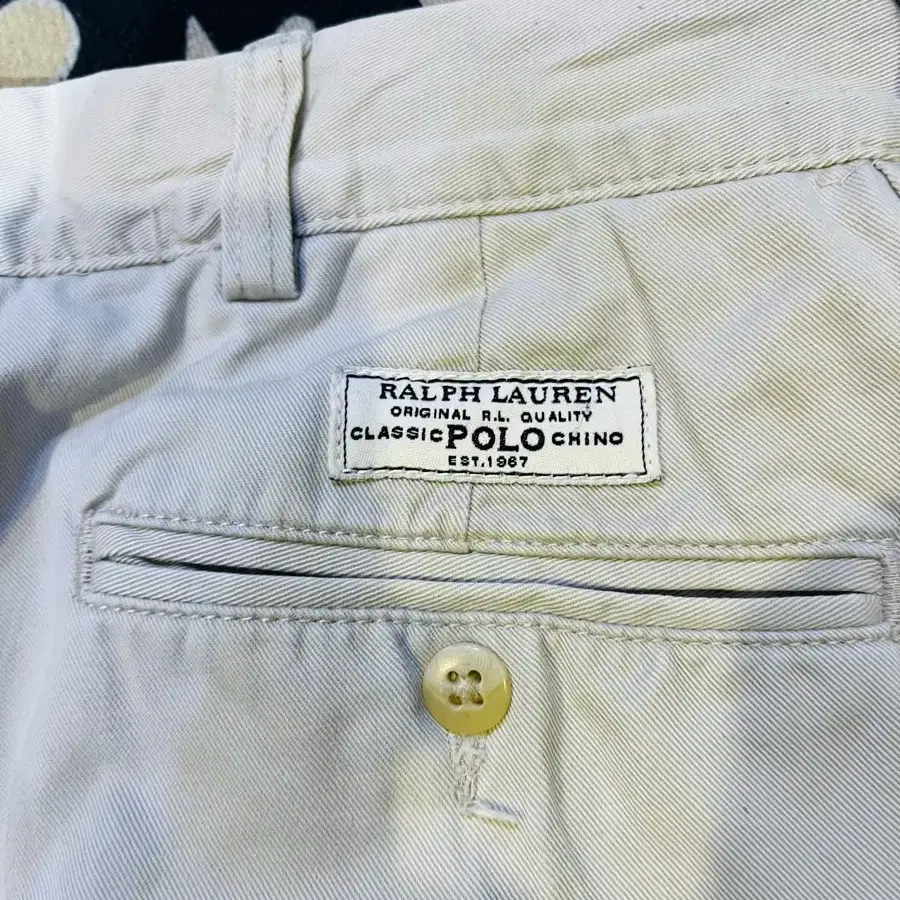 RALPH LAUREN
ORIGINAL R.L. QUALITY
CLASSIC POLO CHINO
EST.1967